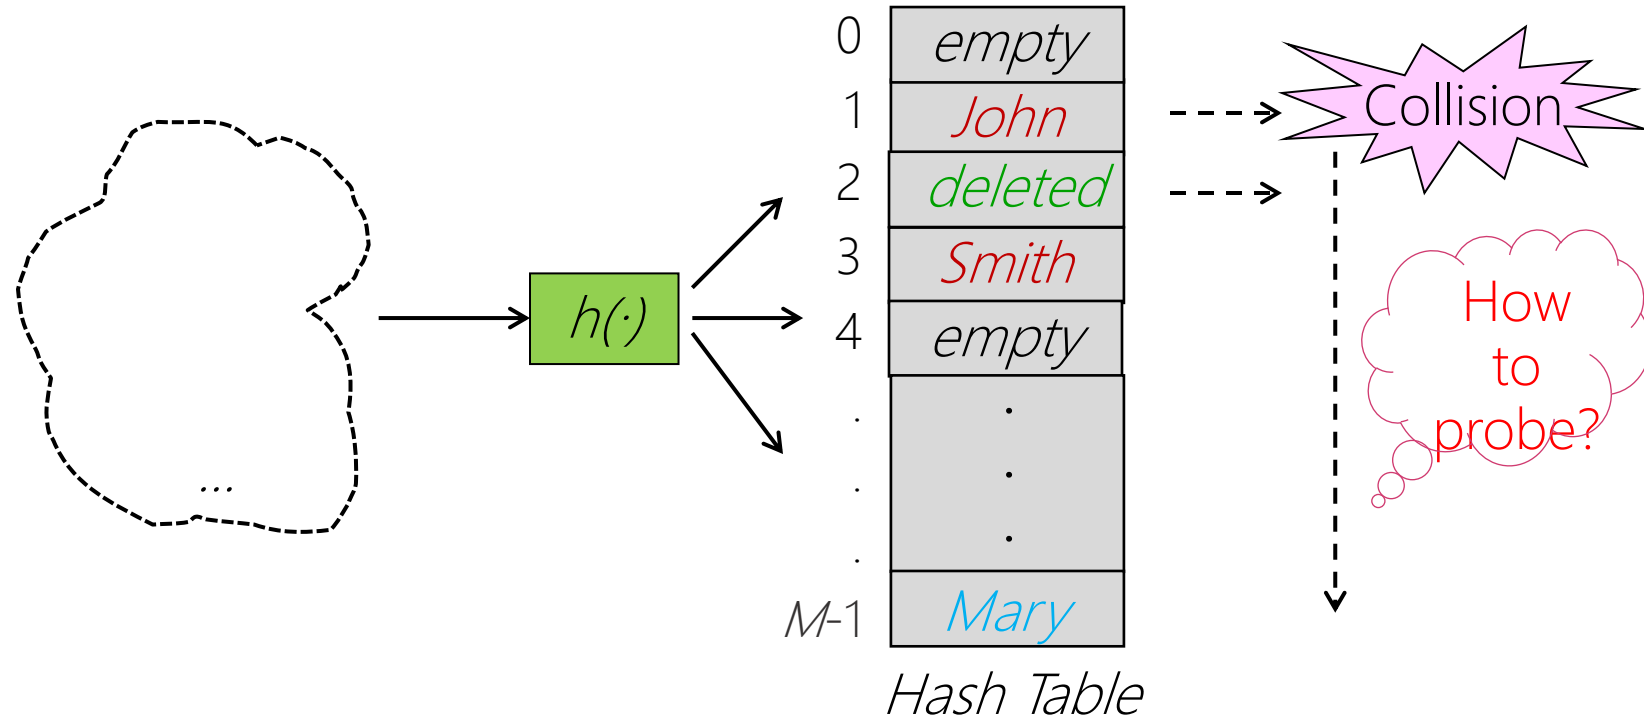 ...
h(·)
0 empty
1 John
2 deleted
3 Smith
4 empty
. .
. .
. .
M-1 Mary
Hash Table
Collision
How
to
probe?